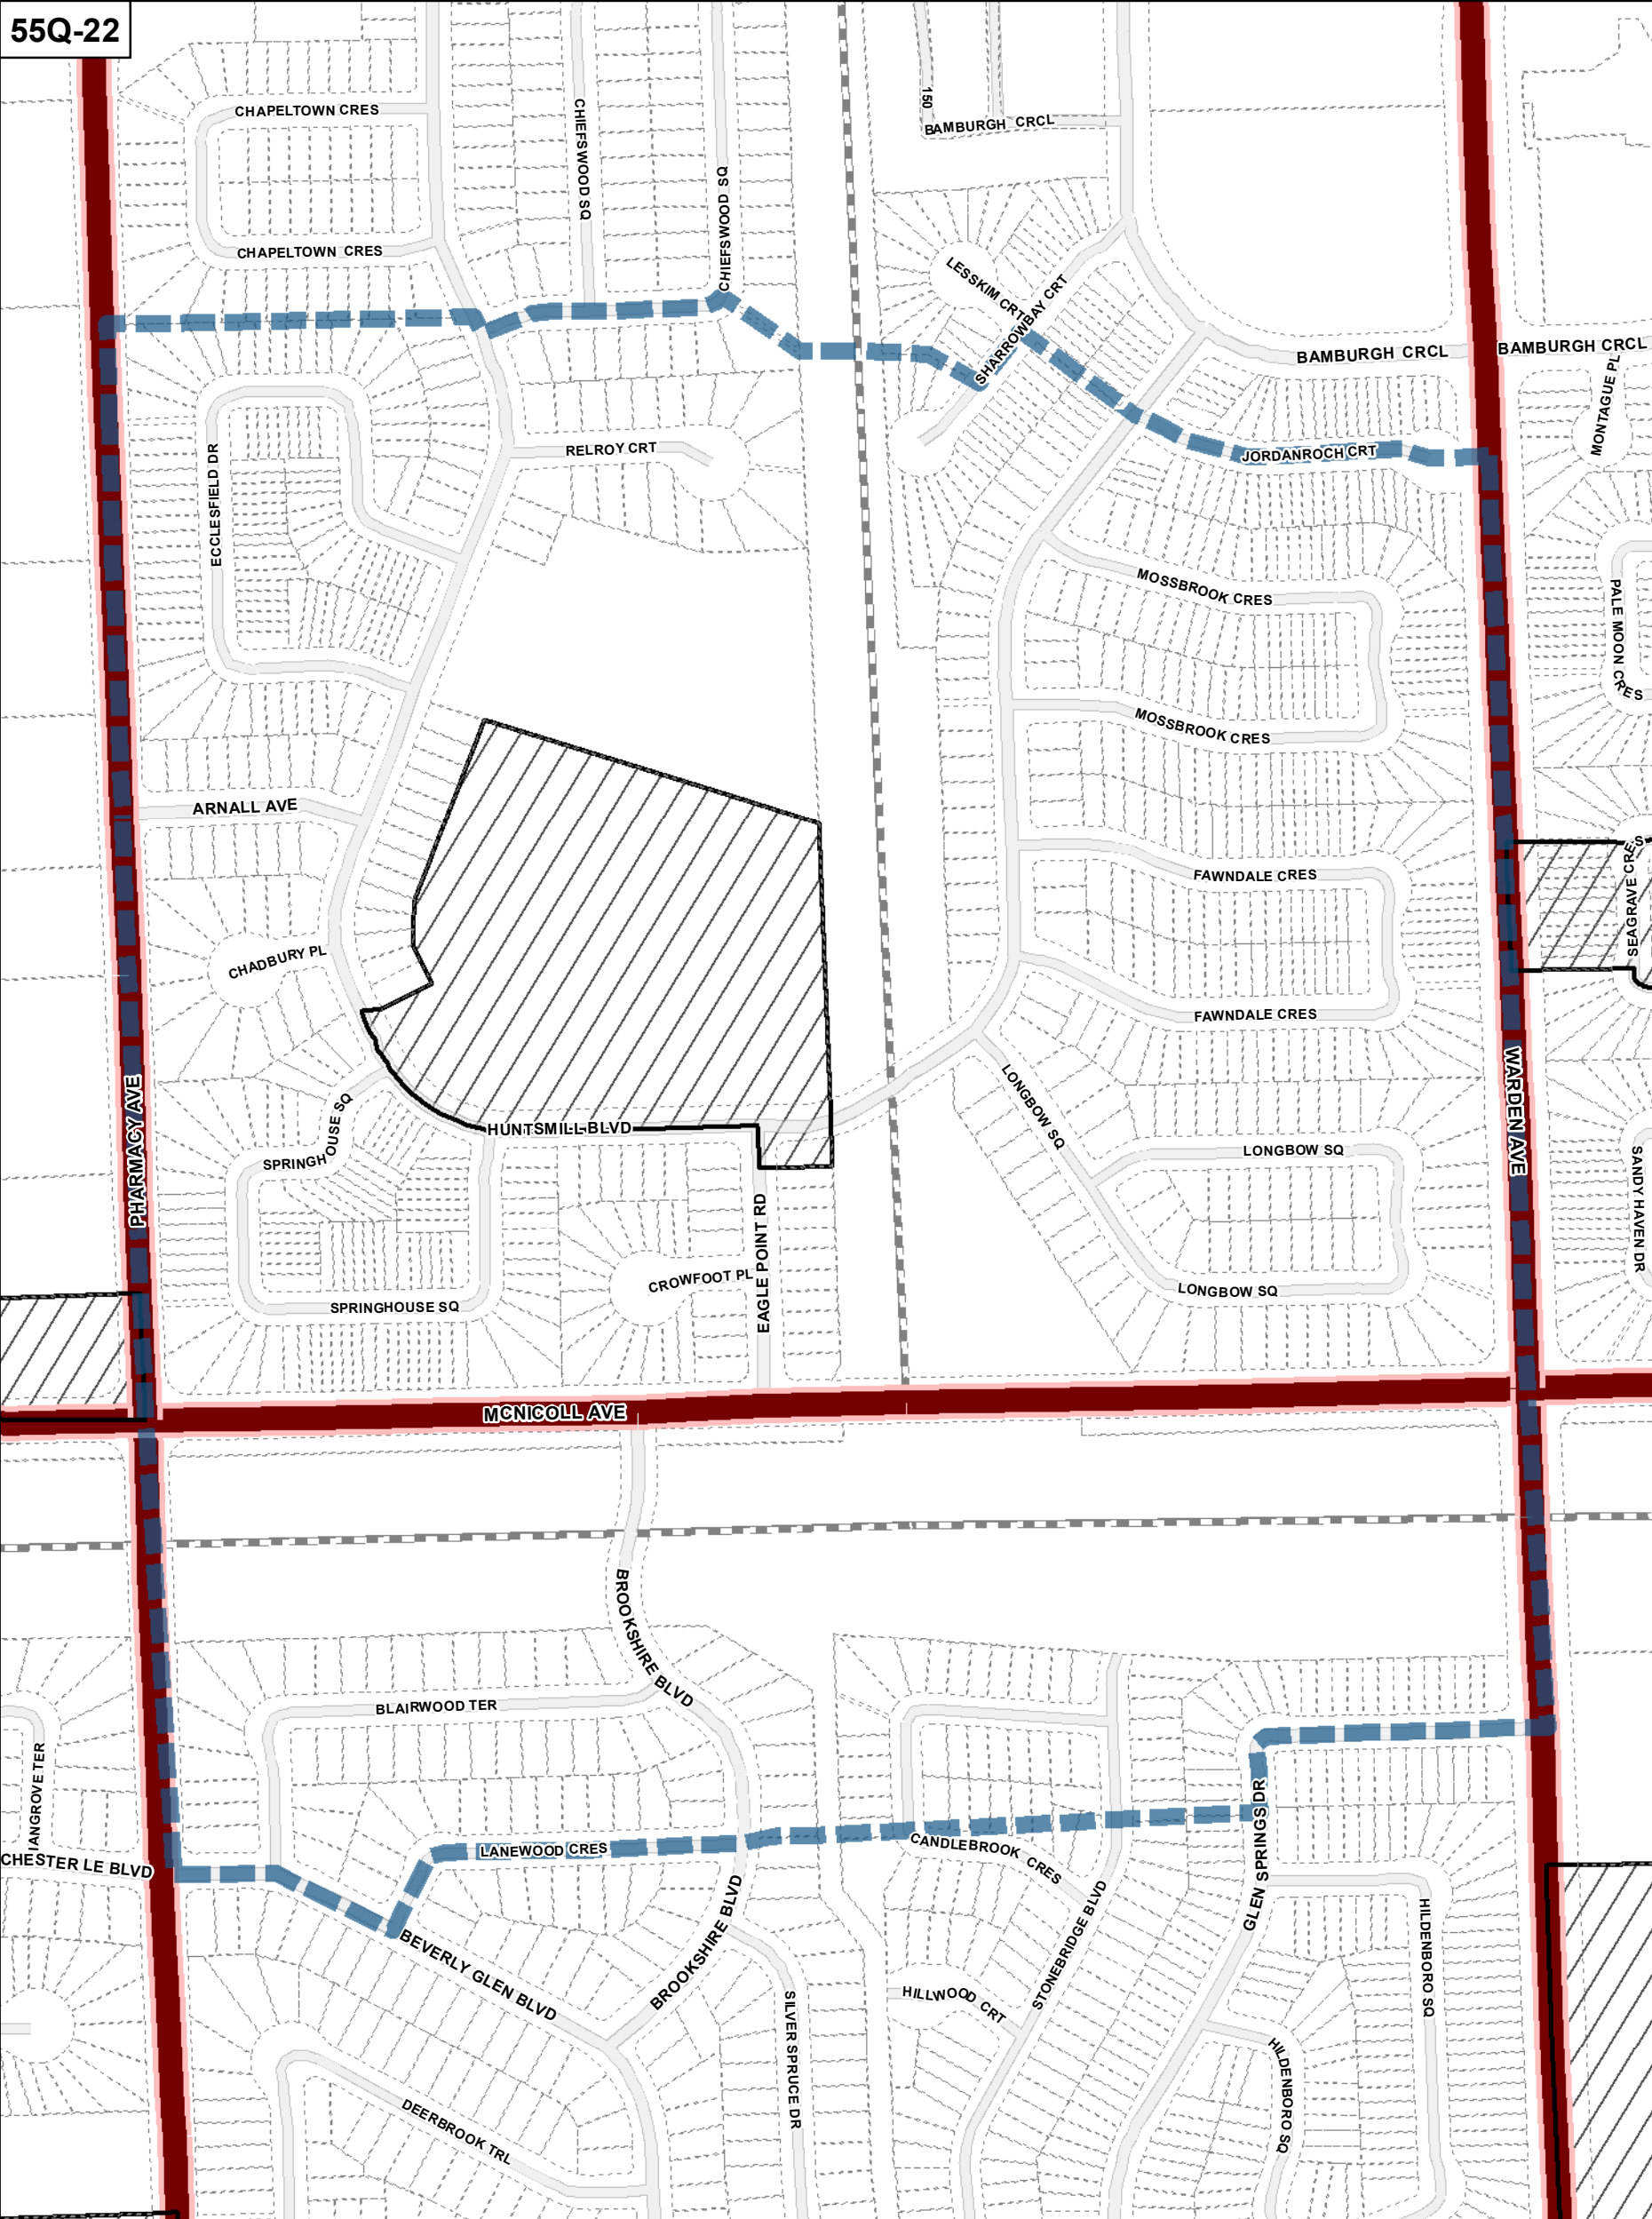 55Q-22
CHAPELTOWN CRES
CHIEFSWOOD SQ
CHIEFSWOOD SQ
150
BAMBURGH CRCL
CHAPELTOWN CRES
LESSKIM CRT
SHARROWBAY CRT
BAMBURGH CRCL
BAMBURGH CRCL
MONTAGUE PL
ECCLESFIELD DR
RELROY CRT
JORDANROCH CRT
MOSSBROOK CRES
PALE MOON CRES
MOSSBROOK CRES
ARNALL AVE
FAWNDALE CRES
SEAGRAVE CRES
CHADBURY PL
FAWNDALE CRES
PHARMACY AVE
SPRINGHOUSE SQ
HUNTSMILL BLVD
LONGBOW SQ
LONGBOW SQ
WARDEN AVE
SANDY HAVEN DR
EAGLE POINT RD
CROWFOOT PL
LONGBOW SQ
SPRINGHOUSE SQ
MCNICOLL AVE
BROOKSHIRE BLVD
BLAIRWOOD TER
IANGROVE TER
CHESTER LE BLVD
LANEWOOD CRES
CANDLEBROOK CRES
GLEN SPRINGS DR
BEVERLY GLEN BLVD
BROOKSHIRE BLVD
STONEBRIDGE BLVD
HILDENBORO SQ
HILLWOOD CRT
SILVER SPRUCE DR
HILDENBORO SQ
DEERBROOK TRL